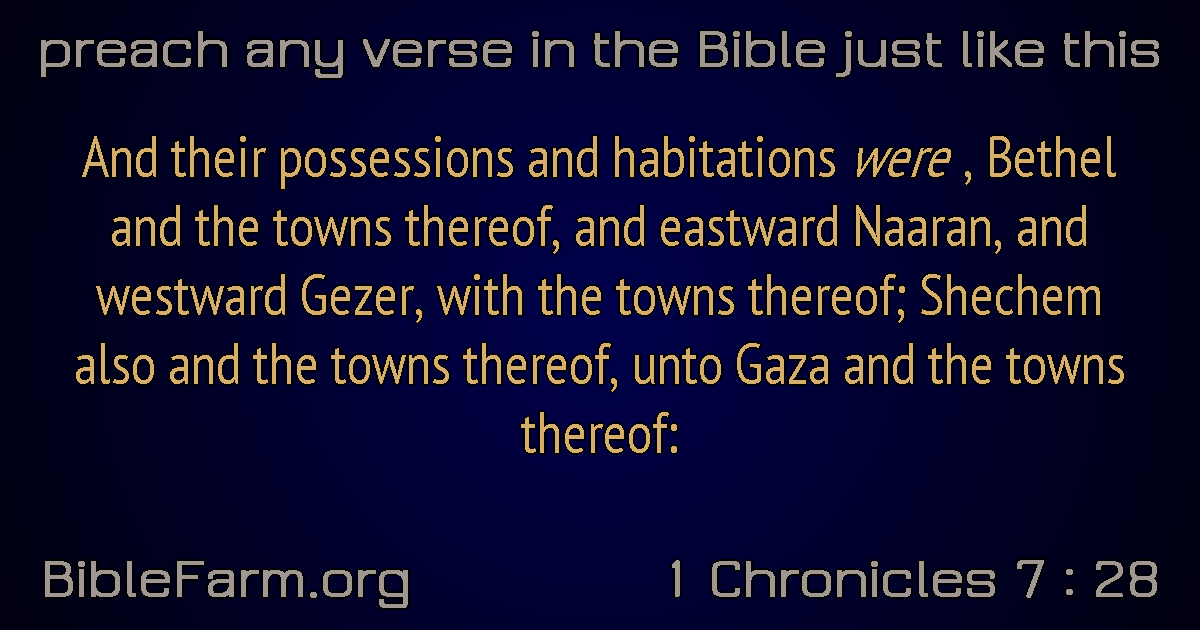 preach any verse in the Bible just like this
And their possessions and habitations were , Bethel
and the towns thereof, and eastward Naaran, and
westward Gezer, with the towns thereof; Shechem
also and the towns thereof, unto Gaza and the towns
thereof:
BibleFarm.org
1 Chronicles 7 : 28